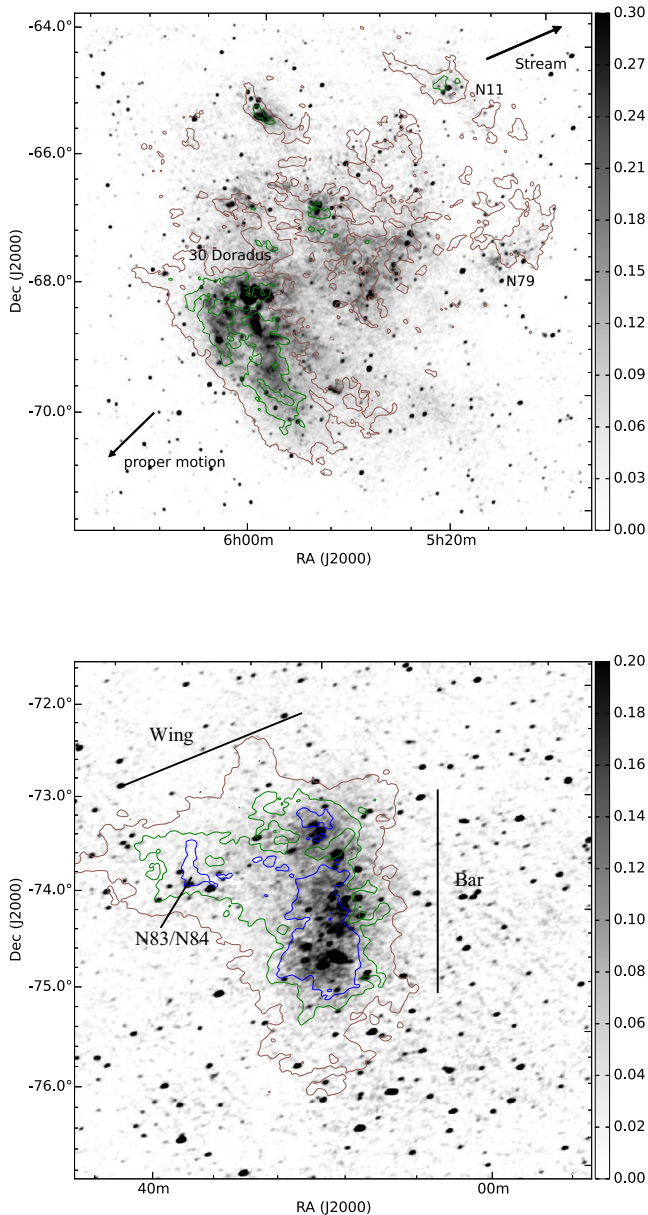 -64.0°
-66.0°
-68.0°
-70.0°
Dec (J2000)
6h00m
5h20m
RA (J2000)
Stream
N11
30 Doradus
N79
proper motion
0.30
0.27
0.24
0.21
0.18
0.15
0.12
0.09
0.06
0.03
0.00
-72.0°
-73.0°
-74.0°
-75.0°
-76.0°
Dec (J2000)
40m
00m
RA (J2000)
Wing
Bar
N83/N84
0.20
0.18
0.16
0.14
0.12
0.10
0.08
0.06
0.04
0.02
0.00